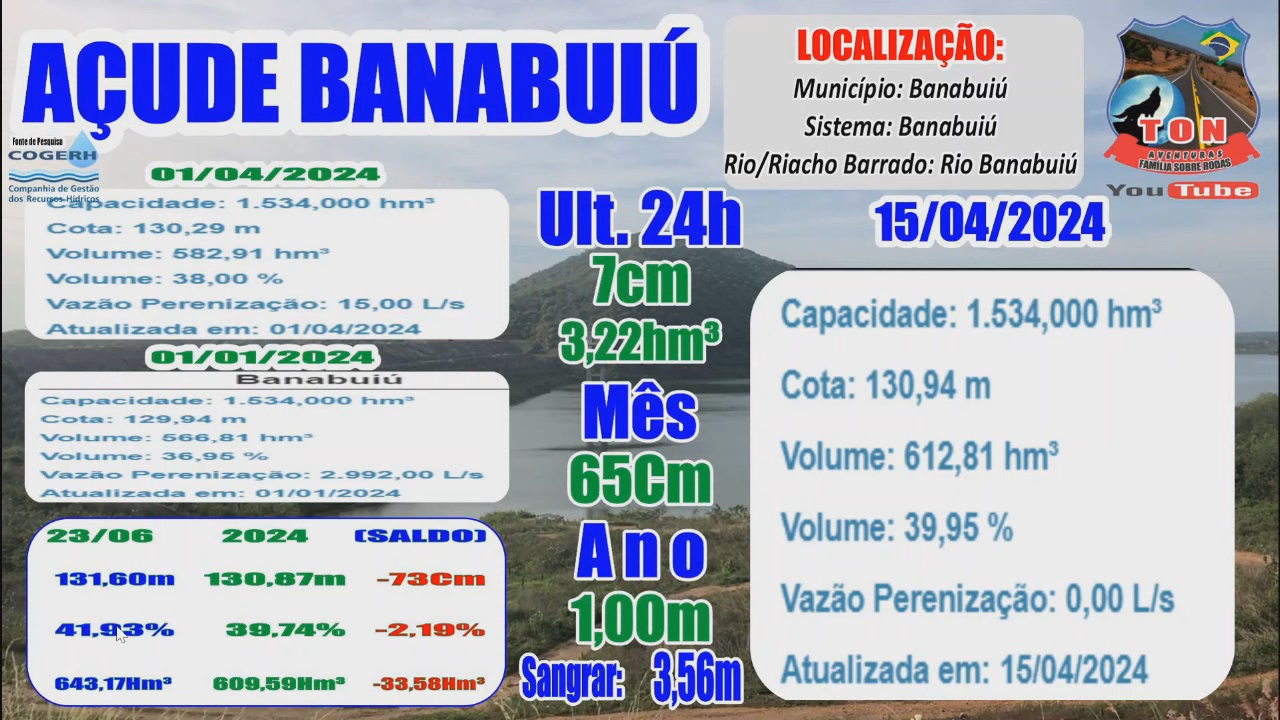 AÇUDE BANABUIÚ
LOCALIZAÇÃO:
Município: Banabuiú
Sistema: Banabuiú
Rio/Riacho Barrado: Rio Banabuiú
TON
AVENTURAS
FAMÍLIA SOBRE RODAS
YouTube
Fonte de Pesquisa
COGERH
Companhia de Gestão
dos Recursos Hídricos
01/04/2024
Capacidade: 1.534,000 hm³
Cota: 130,29 m
Volume: 582,91 hm³
Volume: 38,00 %
Vazão Perenização: 15,00 L/s
Atualizada em: 01/04/2024
01/01/2024
Banabuiú
Capacidade: 1.534,000 hm³
Cota: 129,94 m
Volume: 566,81 hm³
Volume: 36,95 %
Vazão Perenização: 2.992,00 L/s
Atualizada em: 01/01/2024
23/06 2024 (SALDO)
131,60m 130,87m -73Cm
41,93% 39,74% -2,19%
643,17Hm³ 609,59Hm³ -33,58Hm³
Ult. 24h
7cm
3,22hm³
Mês
65Cm
Ano
1,00m
Sangrar: 3,56m
15/04/2024
Capacidade: 1.534,000 hm³
Cota: 130,94 m
Volume: 612,81 hm³
Volume: 39,95 %
Vazão Perenização: 0,00 L/s
Atualizada em: 15/04/2024